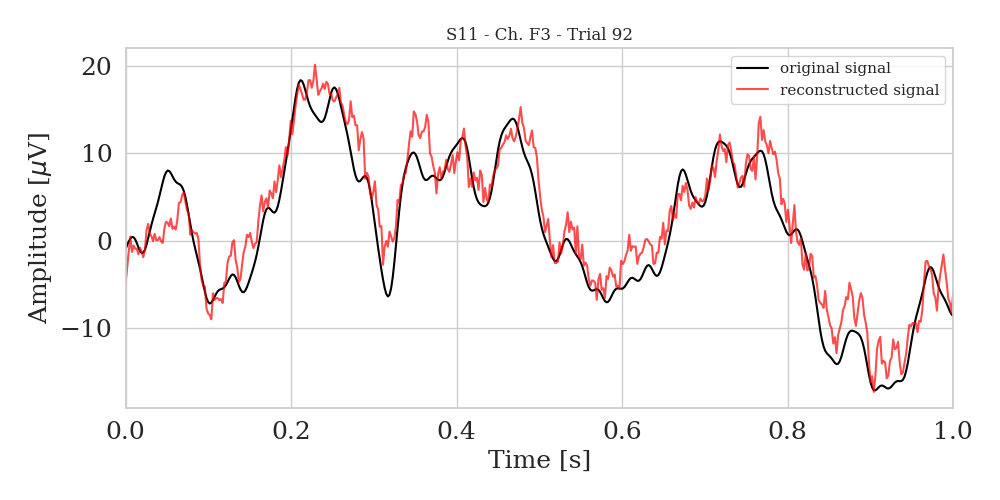 S11 - Ch. F3 - Trial 92
original signal
reconstructed signal
Amplitude [μV]
20
10
0
−10
0.0 0.2 0.4 0.6 0.8 1.0
Time [s]